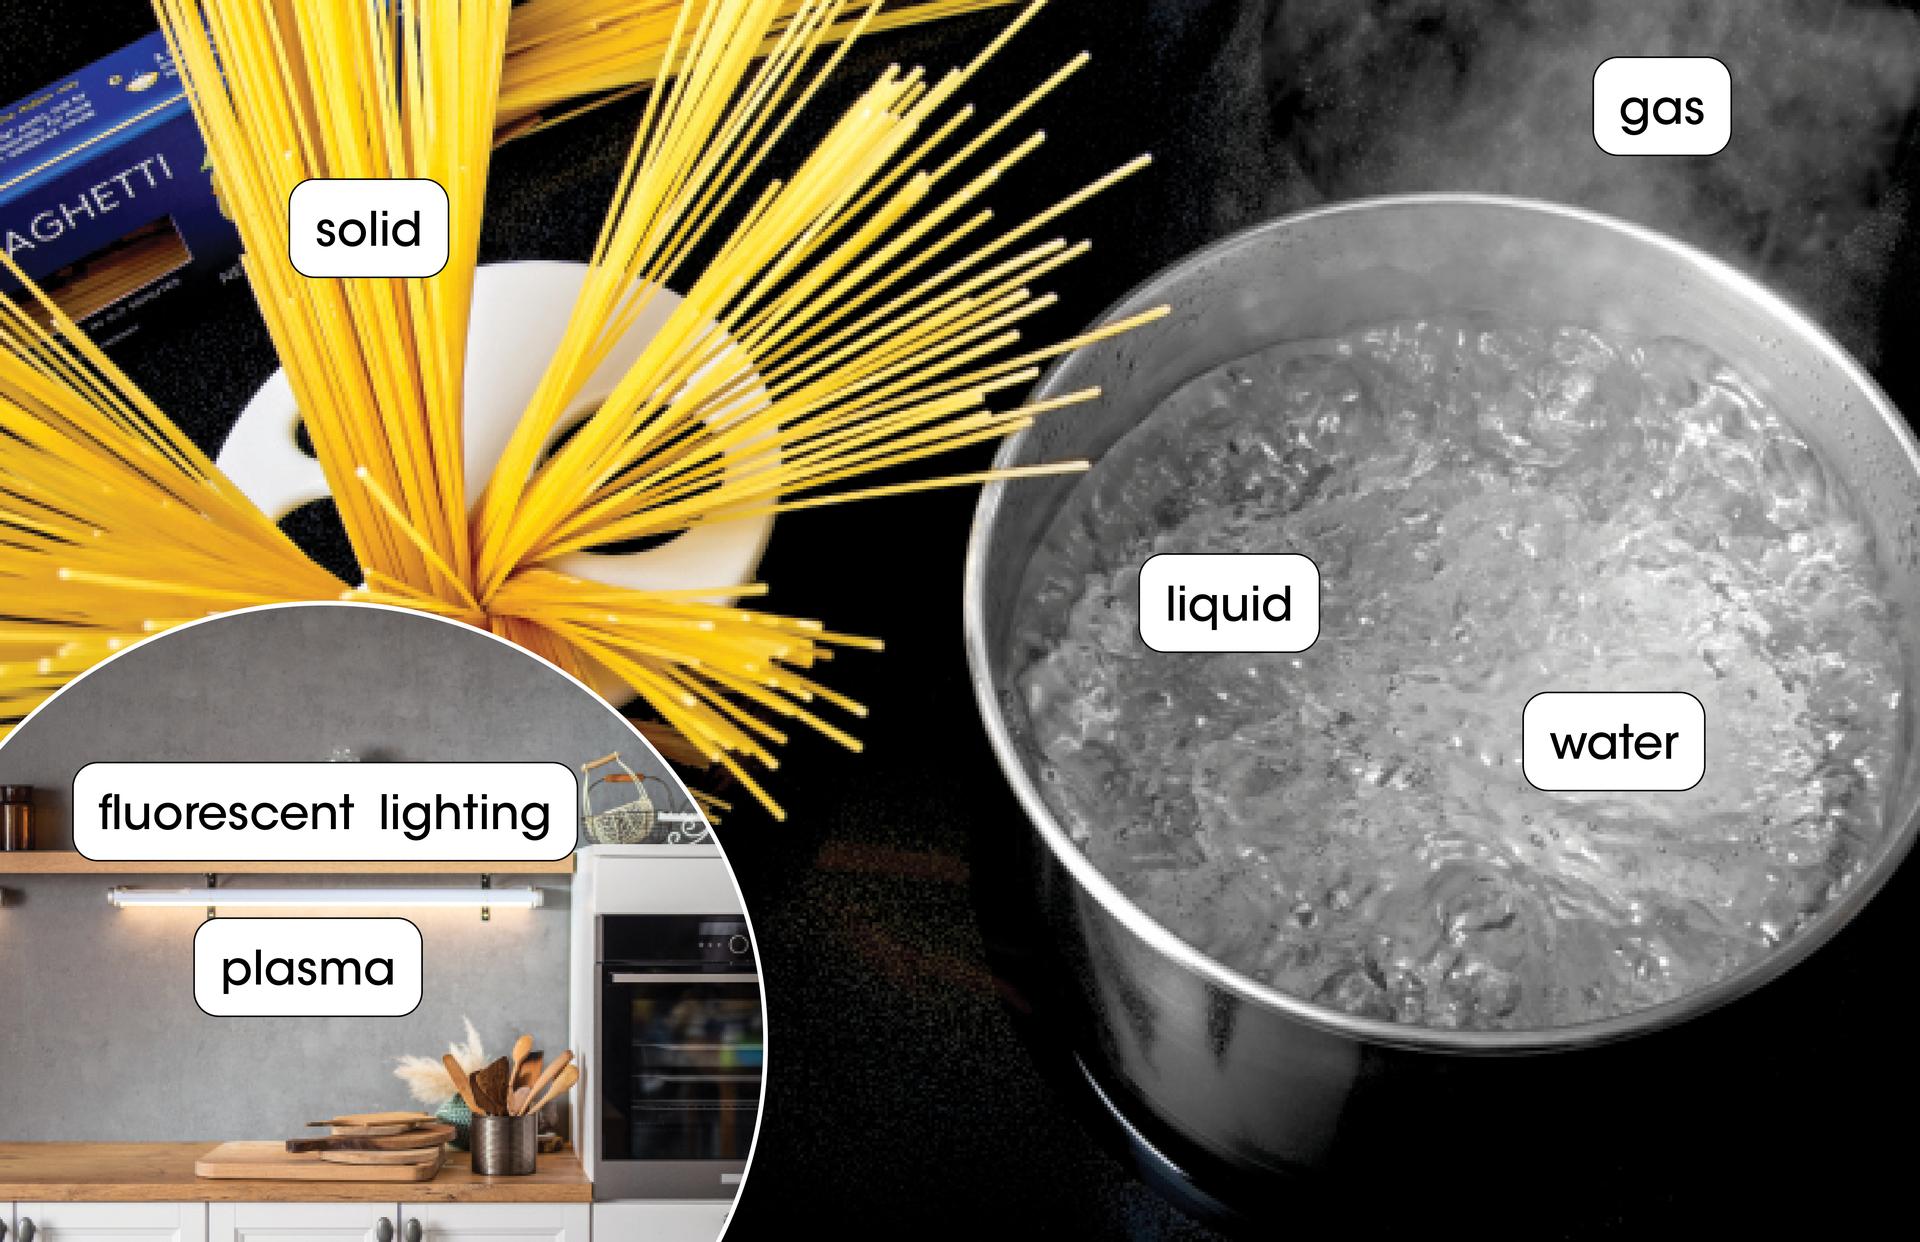 gas
AGHETTI
solid
liquid
water
fluorescent lighting
plasma